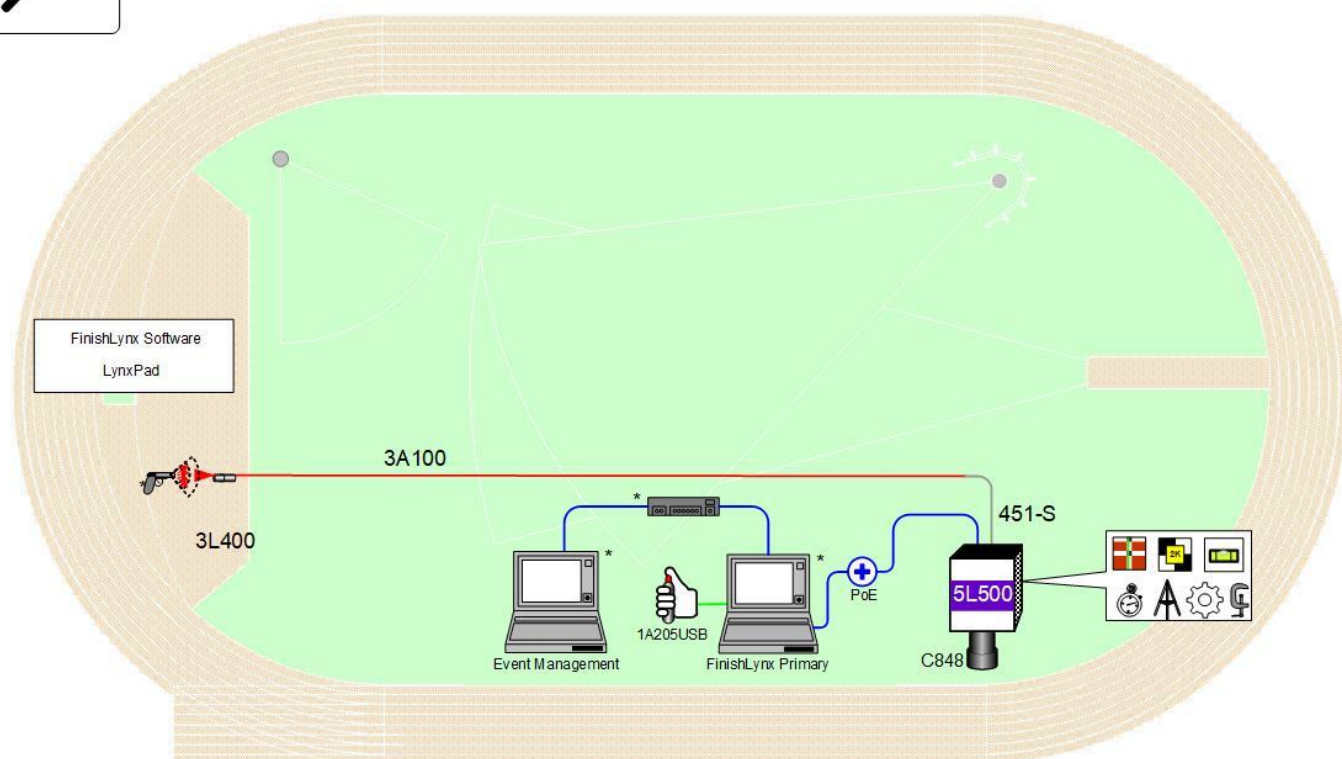 FinishLynx Software
LynxPad
3A100
3L400
*
*
*
*
451-S
2K
5L500
PoE
1A205USB
C848
Event Management
FinishLynx Primary